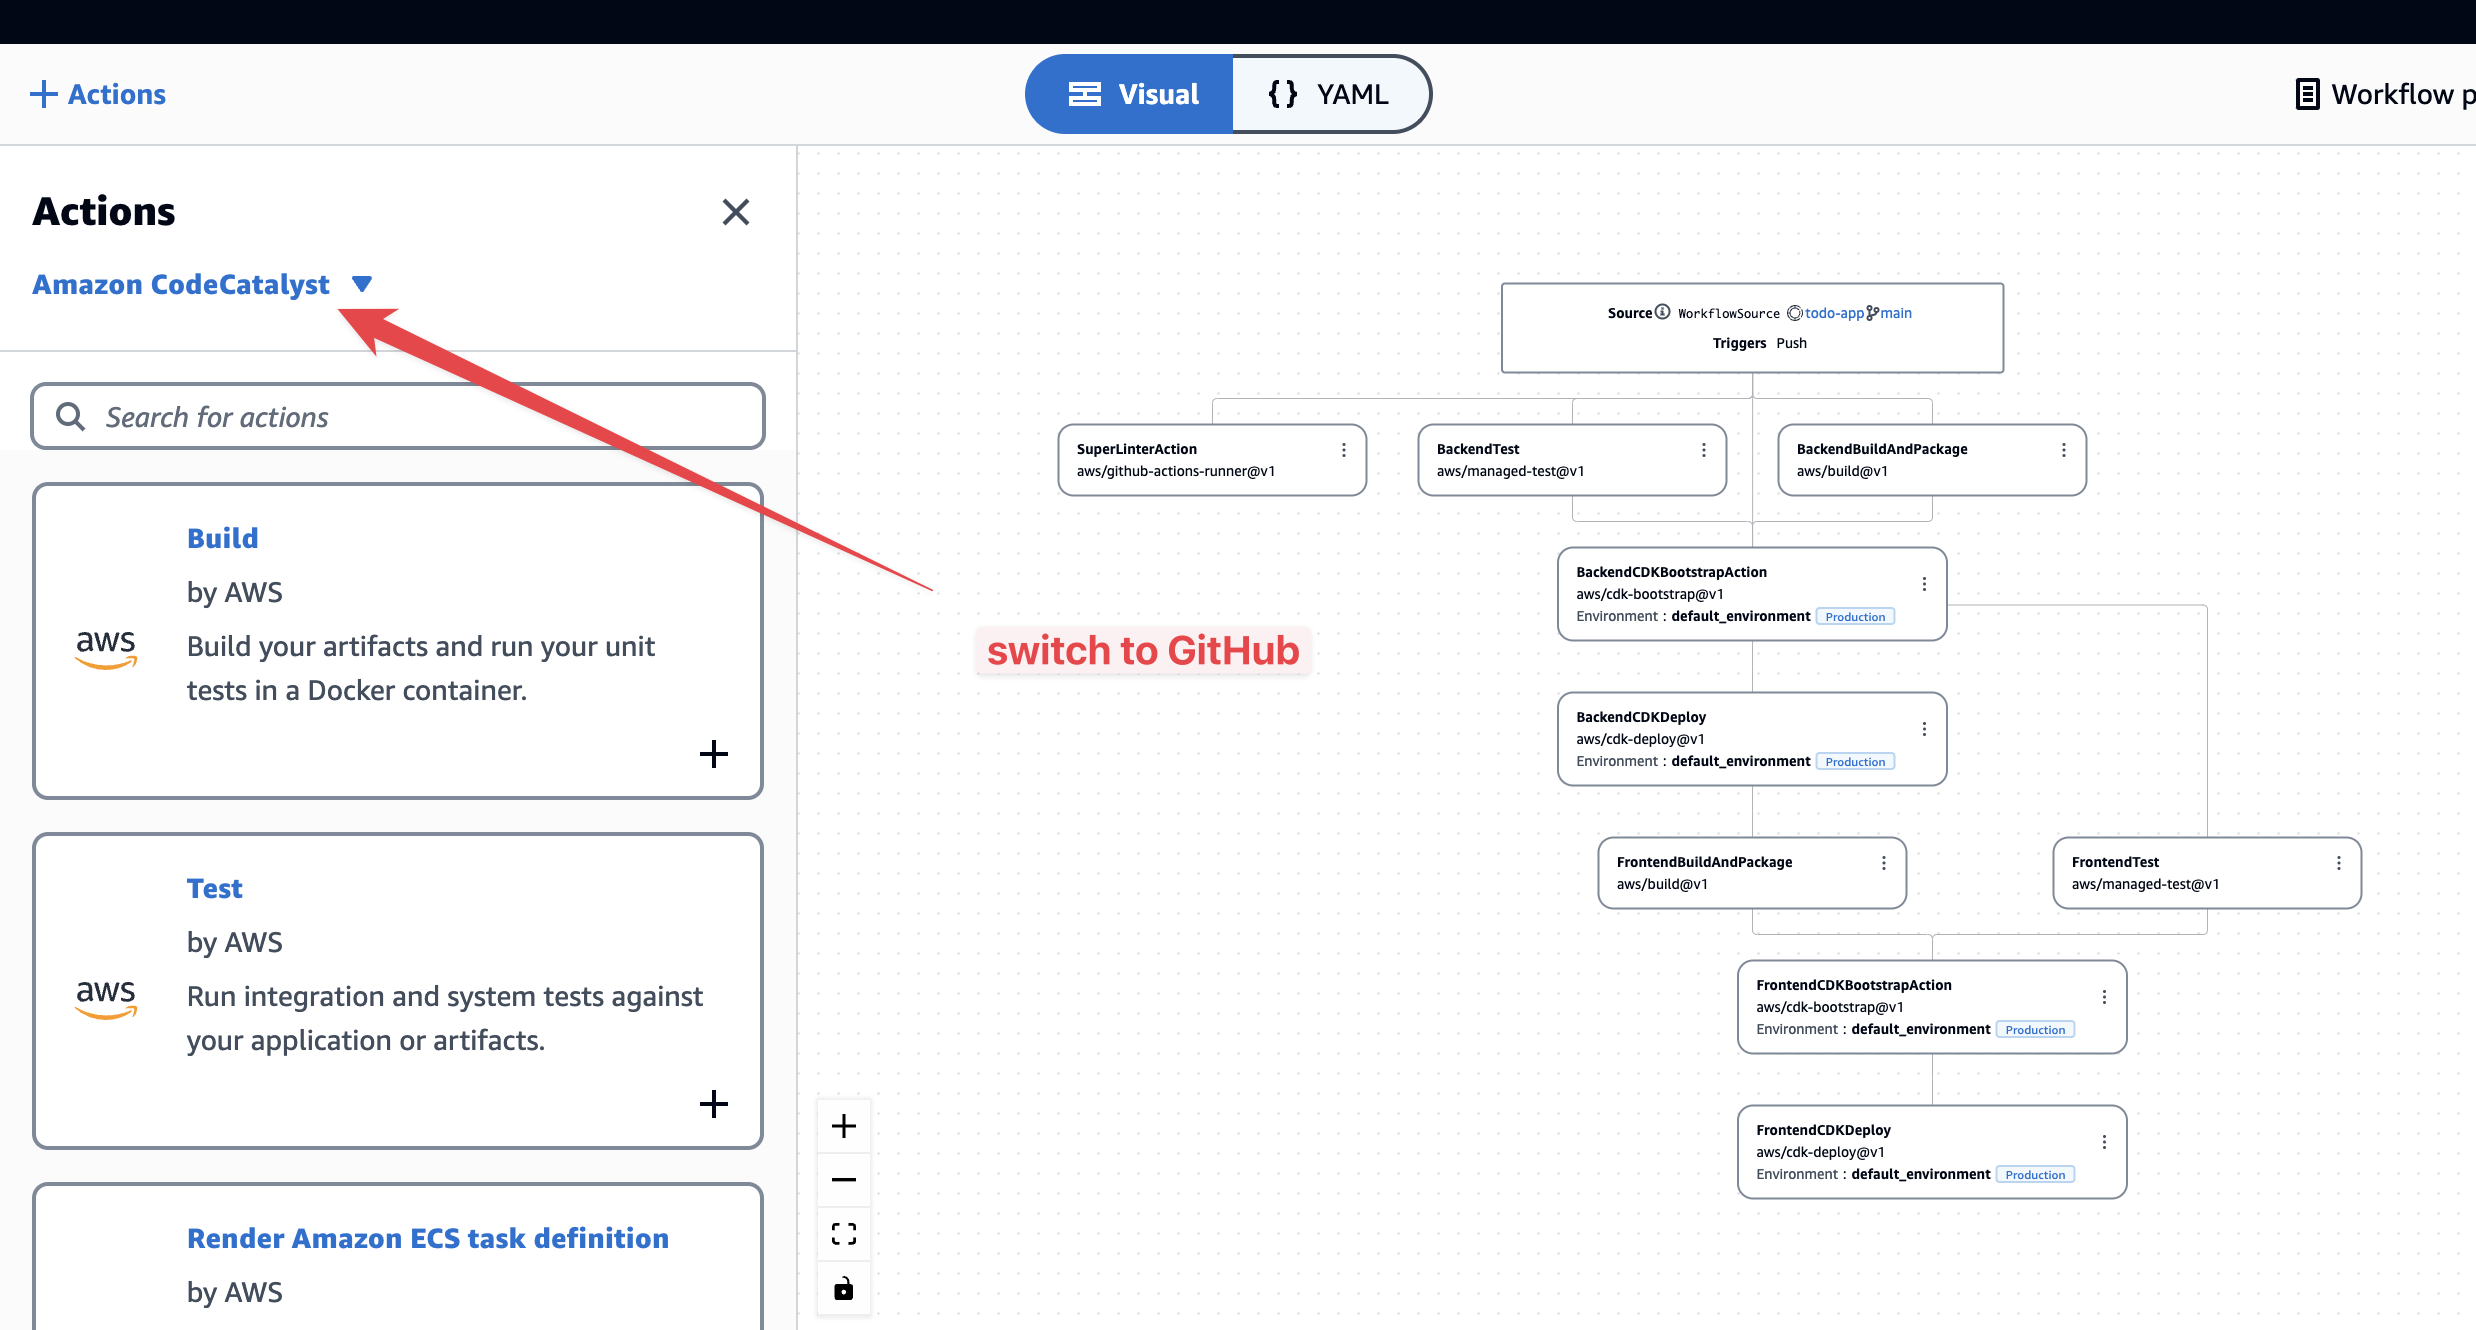 Actions
Visual
YAML
Workflow p
Actions
Amazon CodeCatalyst
Search for actions
Build
by AWS
aws
Build your artifacts and run your unit
tests in a Docker container.
Test
by AWS
aws
Run integration and system tests against
your application or artifacts.
Render Amazon ECS task definition
by AWS
switch to GitHub
Source WorkflowSource todo-app main
Triggers Push
SuperLinterAction
aws/github-actions-runner@v1
BackendTest
aws/managed-test@v1
BackendBuildAndPackage
aws/build@v1
BackendCDKBootstrapAction
aws/cdk-bootstrap@v1
Environment : default_environment Production
BackendCDKDeploy
aws/cdk-deploy@v1
Environment : default_environment Production
FrontendBuildAndPackage
aws/build@v1
FrontendTest
aws/managed-test@v1
FrontendCDKBootstrapAction
aws/cdk-bootstrap@v1
Environment : default_environment Production
FrontendCDKDeploy
aws/cdk-deploy@v1
Environment : default_environment Production